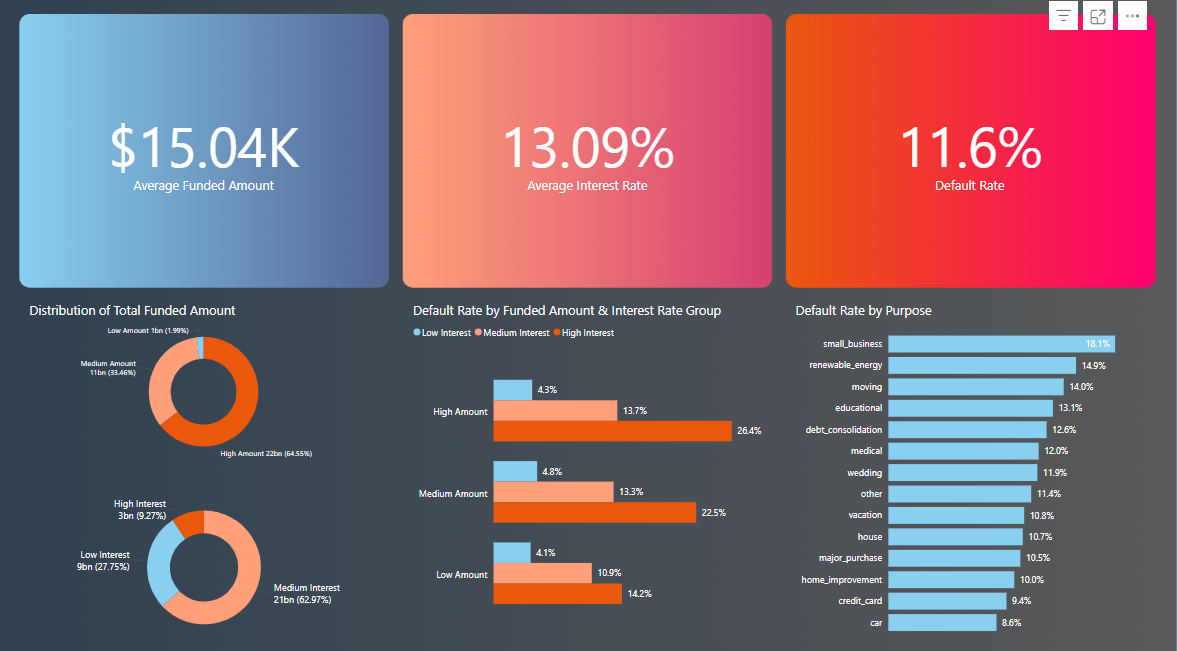 $15.04K
Average Funded Amount
13.09%
Average Interest Rate
11.6%
Default Rate
Distribution of Total Funded Amount
Low Amount 1bn (1.99%)
Medium Amount
11bn (33.46%)
High Amount 22bn (64.55%)
High Interest
3bn (9.27%)
Low Interest
9bn (27.75%)
Medium Interest
21bn (62.97%)
Default Rate by Funded Amount & Interest Rate Group
Low Interest Medium Interest High Interest
High Amount
4.3%
13.7%
26.4%
Medium Amount
4.8%
13.3%
22.5%
Low Amount
4.1%
10.9%
14.2%
Default Rate by Purpose
small_business 18.1%
renewable_energy 14.9%
moving 14.0%
educational 13.1%
debt_consolidation 12.6%
medical 12.0%
wedding 11.9%
other 11.4%
vacation 10.8%
house 10.7%
major_purchase 10.5%
home_improvement 10.0%
credit_card 9.4%
car 8.6%